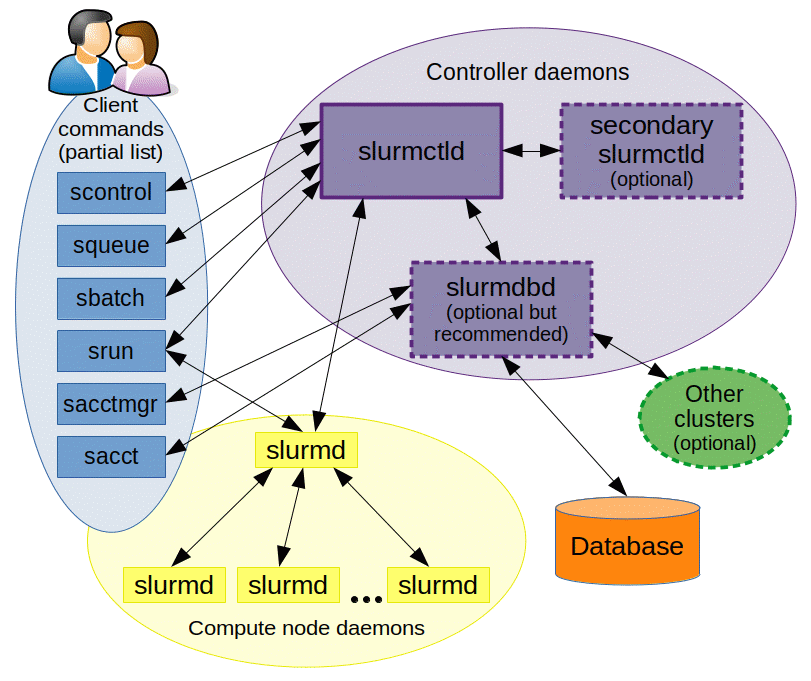 Client
commands
(partial list)
scontrol
squeue
sbatch
srun
sacctmgr
sacct
Controller daemons
slurmctld
secondary
slurmctld
(optional)
slurmdbd
(optional but
recommended)
Other
clusters
(optional)
Database
slurmd
slurmd
slurmd
...
slurmd
Compute node daemons